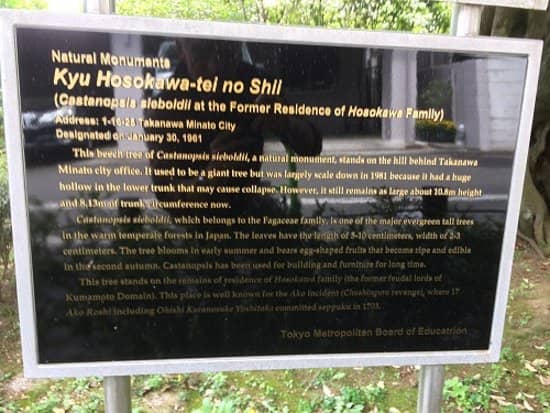 Natural Monuments
Kyu Hosokawa-tei no Shii
(Castanopsis sieboldii at the Former Residence of Hosokawa Family)
Address: 1-16-25 Takanawa Minato City
Designated on January 30, 1961
This beech tree of Castanopsis sieboldii, a natural monument, stands on the hill behind Takanawa
Minato city office. It used to be a giant tree but was largely scale down in 1981 because it had a huge
hollow in the lower trunk that may cause collapse. However, it still remains as large about 10.8m height
and 8.13m of trunk circumference now.
Castanopsis sieboldii, which belongs to the Fagaceae family, is one of the major evergreen tall trees
in the warm temperate forests in Japan. The leaves have the length of 5-10 centimeters, width of 2-3
centimeters. The tree blooms in early summer and bears egg-shaped fruits that become ripe and edible
in the second autumn. Castanopsis has been used for building and furniture for long time.
This tree stands on the remains of residence of Hosokawa family (the former feudal lords of
Kumamoto Domain). This place is well known for the Ako incident (Chushingura revenge), where 17
Ako Roshi including Ohishi Kuranosuke Yoshitaka committed seppuku in 1703.
Tokyo Metropolitan Board of Educatrion